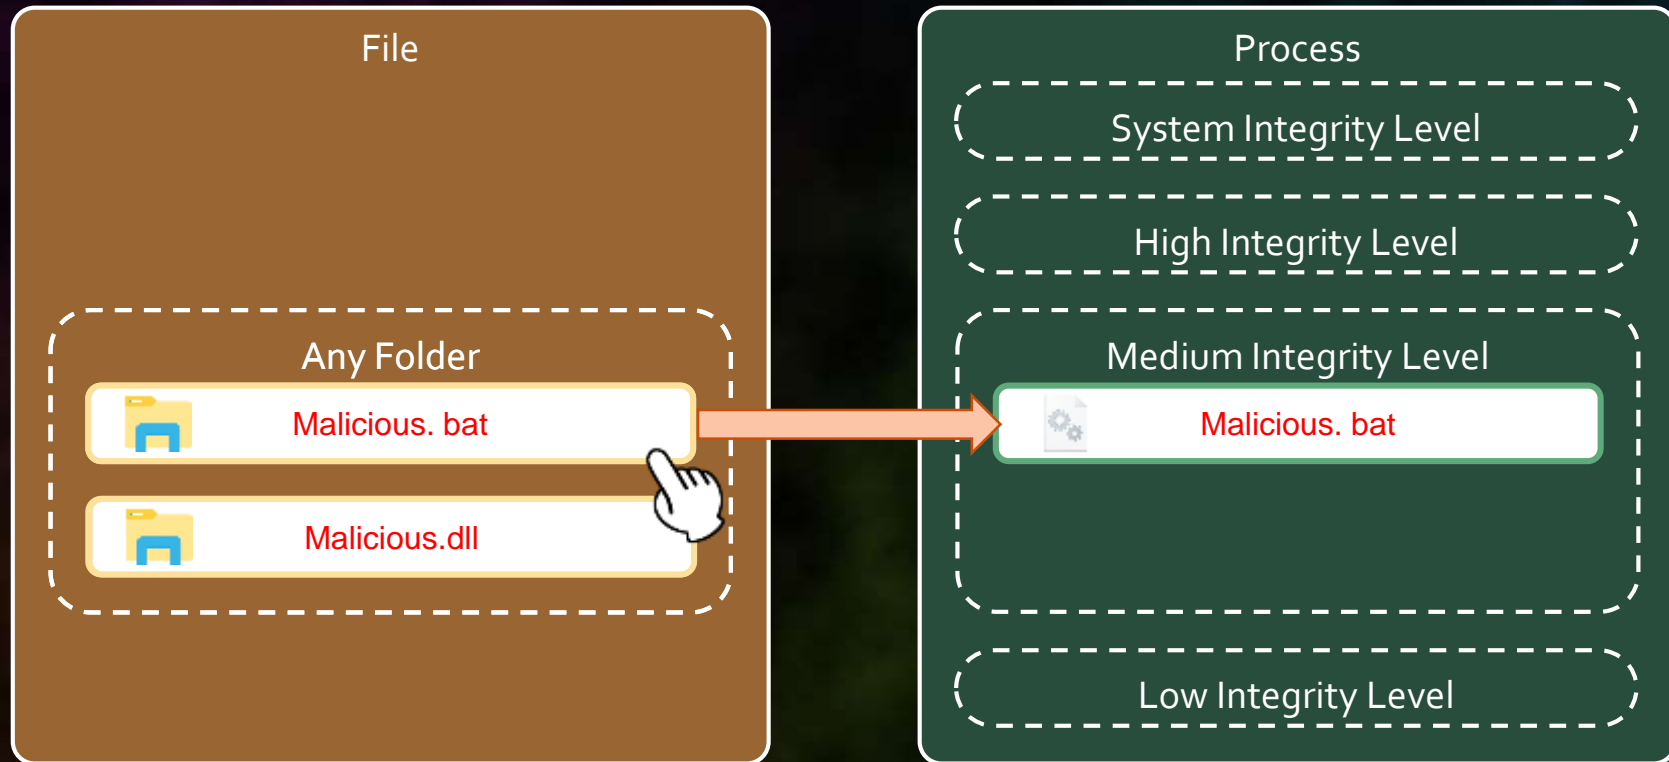 File
Any Folder
Malicious. bat
Malicious.dll
Process
System Integrity Level
High Integrity Level
Medium Integrity Level
Malicious. bat
Low Integrity Level